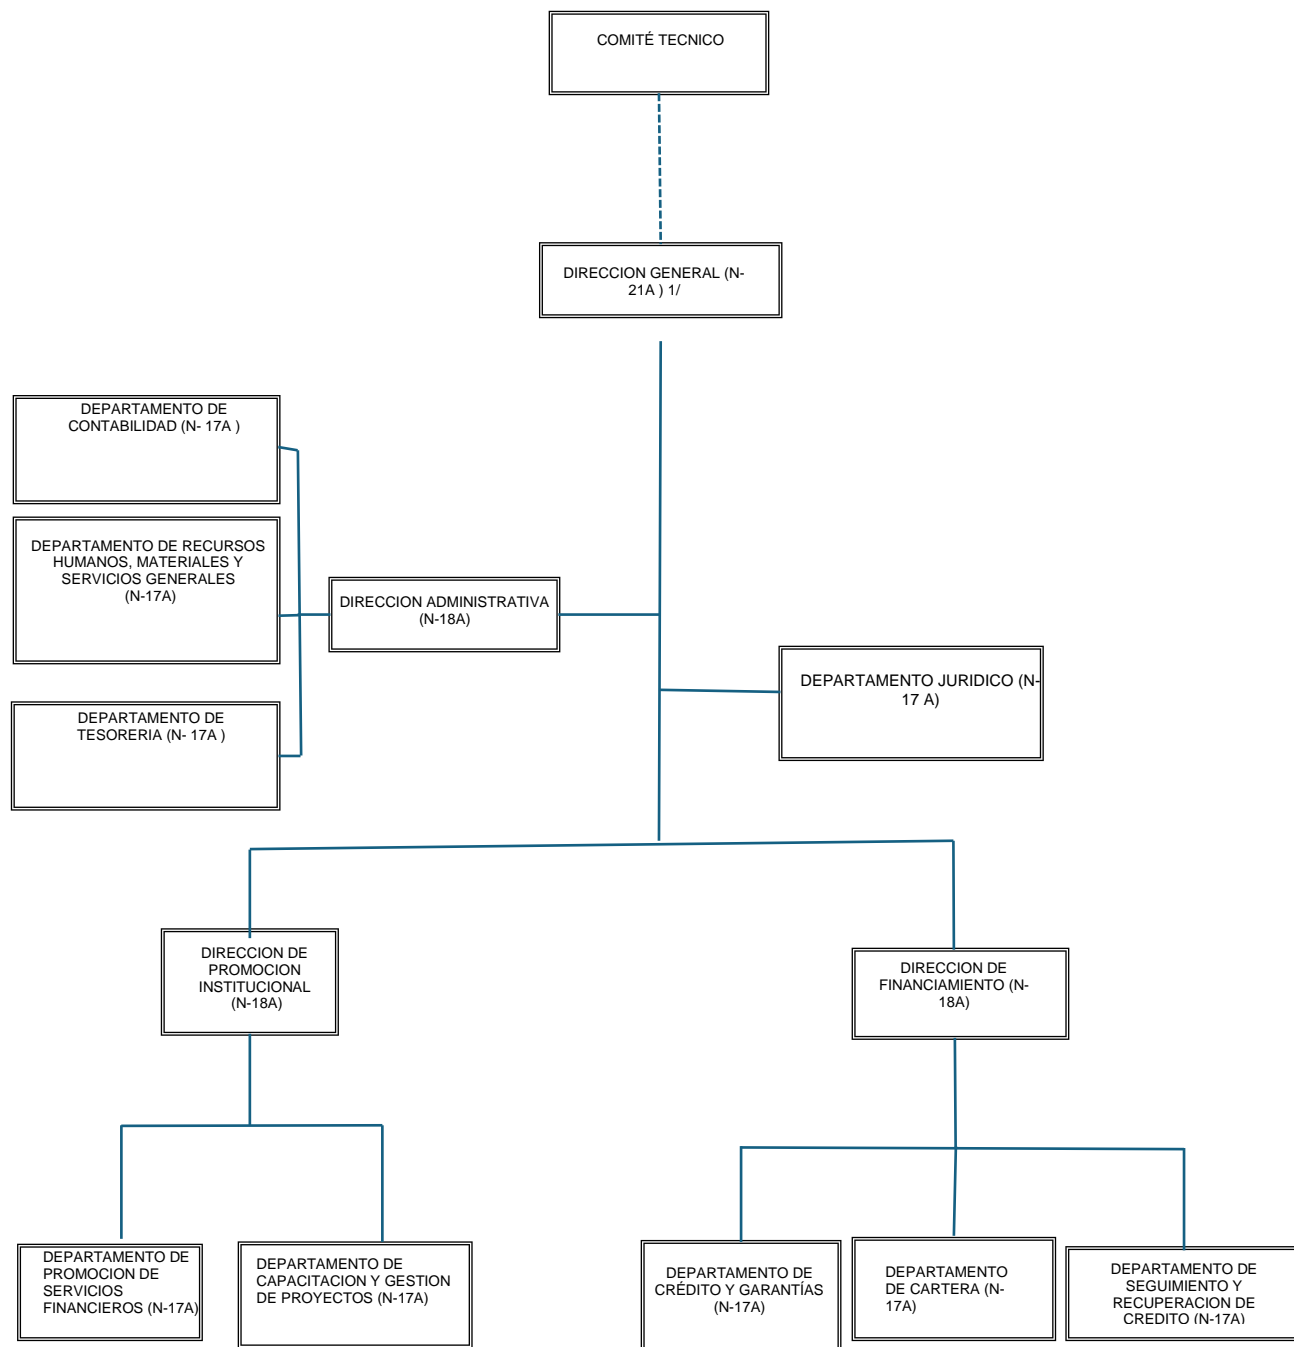 COMITÉ TECNICO
DIRECCION GENERAL (N-
21A ) 1/
DEPARTAMENTO DE
CONTABILIDAD (N- 17A )
DEPARTAMENTO DE RECURSOS
HUMANOS, MATERIALES Y
SERVICIOS GENERALES
(N-17A)
DIRECCION ADMINISTRATIVA
(N-18A)
DEPARTAMENTO JURIDICO (N-
17 A)
DEPARTAMENTO DE
TESORERIA (N- 17A )
DIRECCION DE
PROMOCION
INSTITUCIONAL
(N-18A)
DIRECCION DE
FINANCIAMIENTO (N-
18A)
DEPARTAMENTO DE
PROMOCION DE
SERVICIOS
FINANCIEROS (N-17A)
DEPARTAMENTO DE
CAPACITACION Y GESTION
DE PROYECTOS (N-17A)
DEPARTAMENTO DE
CRÉDITO Y GARANTÍAS
(N-17A)
DEPARTAMENTO
DE CARTERA (N-
17A)
DEPARTAMENTO DE
SEGUIMIENTO Y
RECUPERACION DE
CREDITO (N-17A)